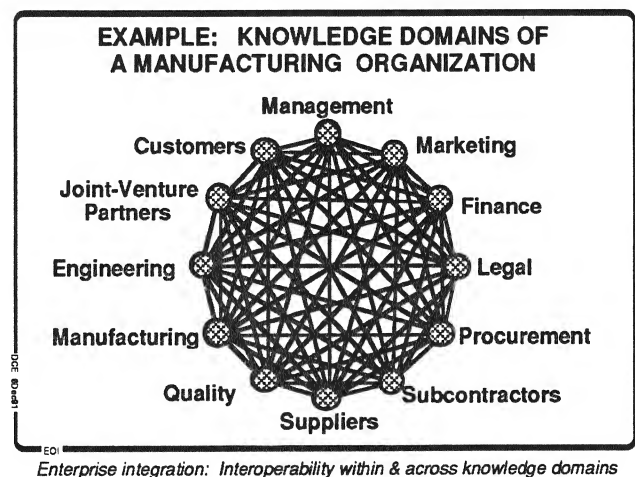 EXAMPLE: KNOWLEDGE DOMAINS OF
A MANUFACTURING ORGANIZATION
Management
Customers
Marketing
Joint-Venture
Partners
Finance
Engineering
Legal
Manufacturing
Procurement
Quality
Subcontractors
Suppliers
EOI
Enterprise integration: Interoperability within & across knowledge domains